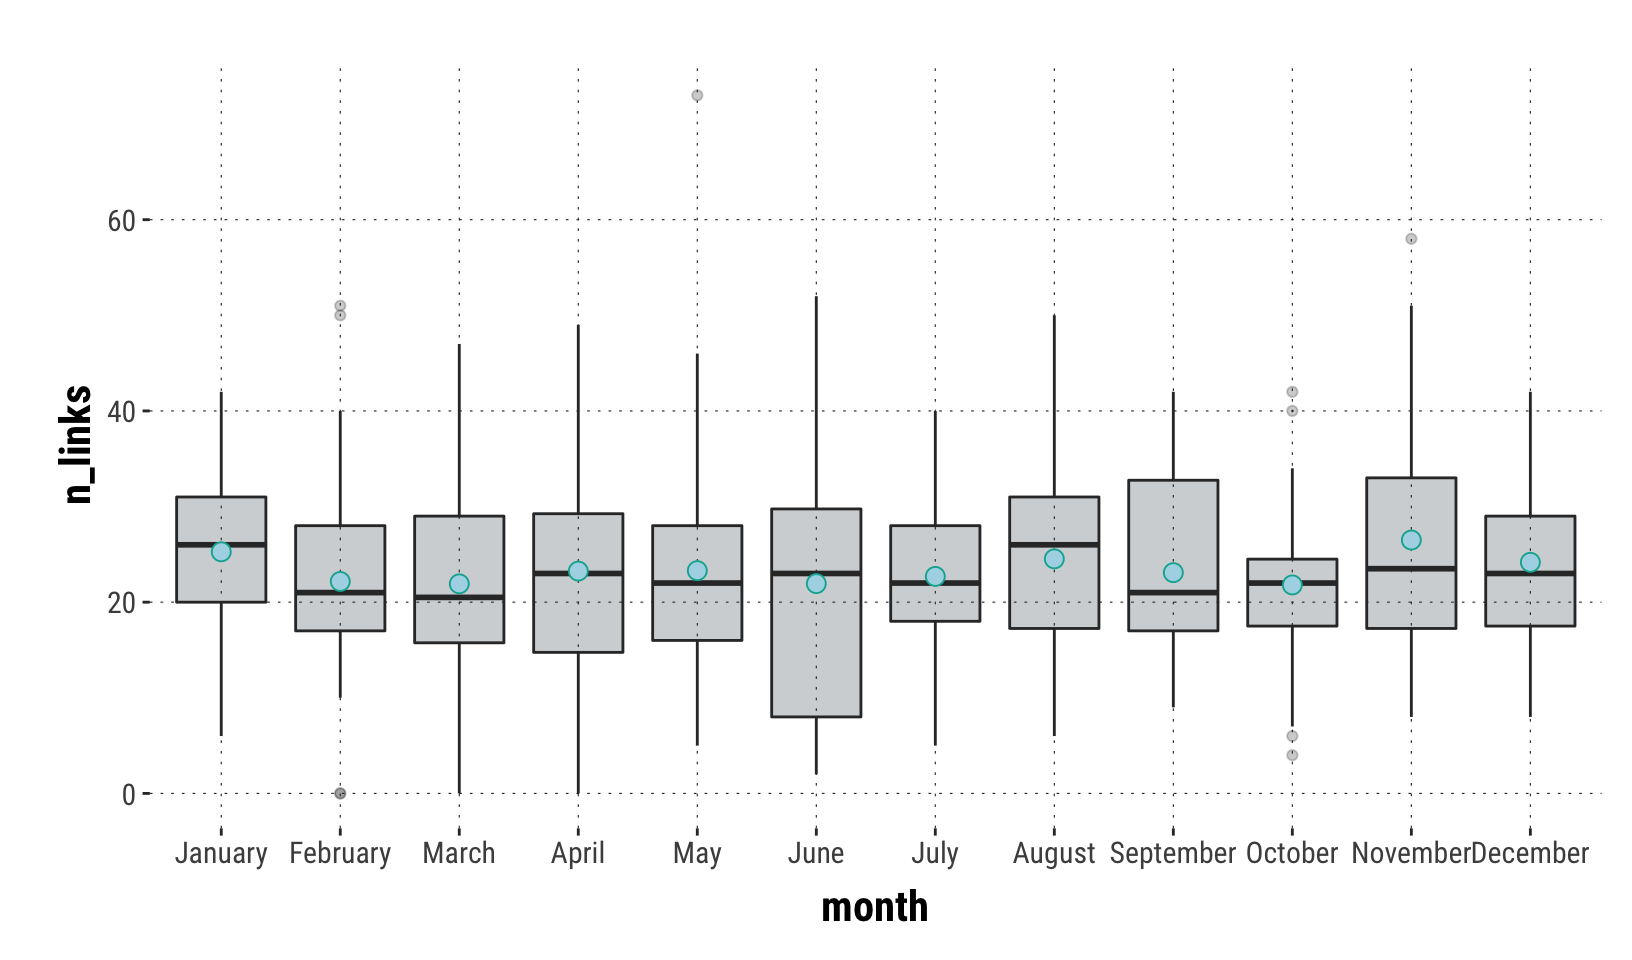 n_links
60
40
20
0
January February March April May June July August September October November December
month